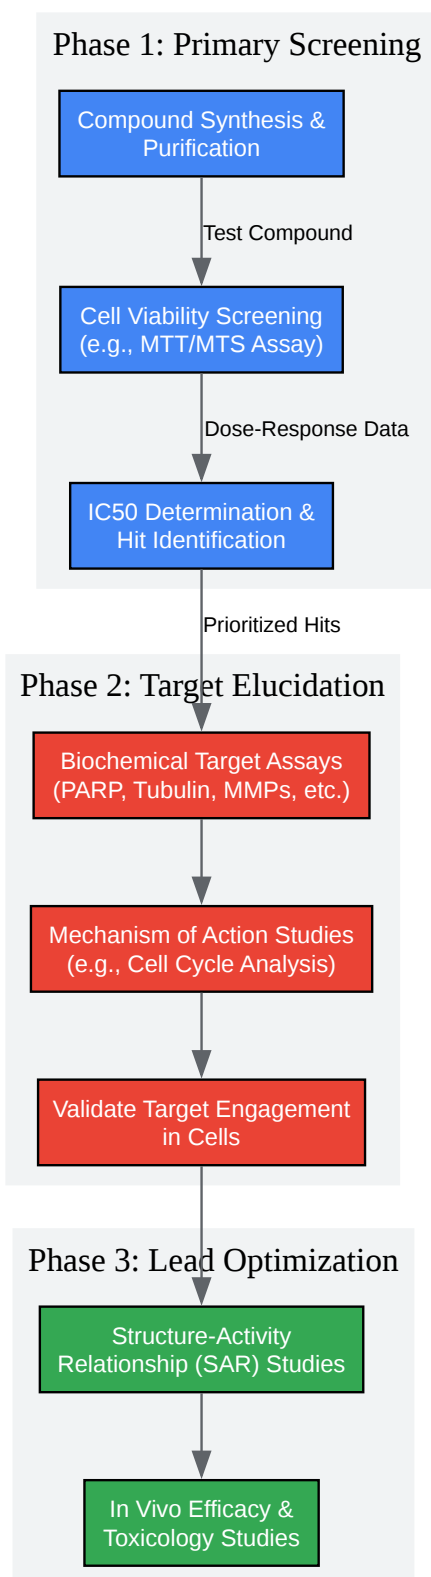 Phase 1: Primary Screening
Compound Synthesis &
Purification
Test Compound
Cell Viability Screening
(e.g., MTT/MTS Assay)
Dose-Response Data
IC50 Determination &
Hit Identification
Prioritized Hits
Phase 2: Target Elucidation
Biochemical Target Assays
(PARP, Tubulin, MMPs, etc.)
Mechanism of Action Studies
(e.g., Cell Cycle Analysis)
Validate Target Engagement
in Cells
Phase 3: Lead Optimization
Structure-Activity
Relationship (SAR) Studies
In Vivo Efficacy &
Toxicology Studies